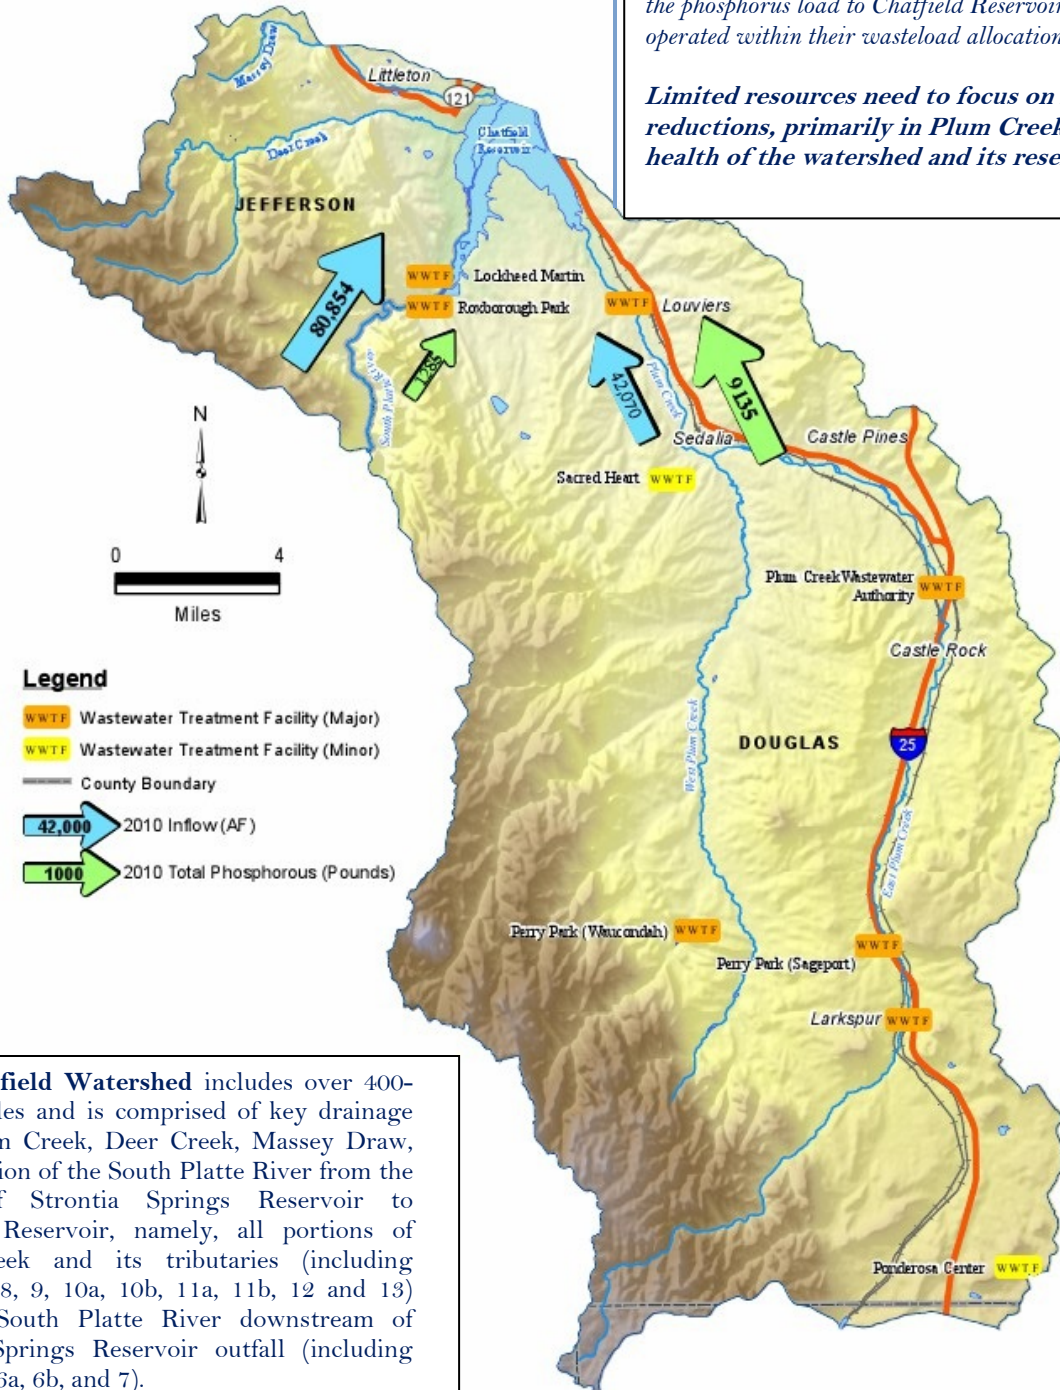 the phosphorus load to Chatfield Reservoir
operated within their wasteload allocation
Limited resources need to focus on
reductions, primarily in Plum Creek
health of the watershed and its rese
Massey Draw
Littleton
121
Chatfield
Reservoir
Deer Creek
JEFFERSON
80,854
WWTF Lockheed Martin
WWTF Roxborough Park
WWTF Louviers
1285
South Platte River
42,070
Plum Creek
9135
N
Sedalia
Castle Pines
Sacred Heart WWTF
0 4
Miles
Plum Creek Wastewater
Authority
WWTF
Castle Rock
Legend
WWTF Wastewater Treatment Facility (Major)
WWTF Wastewater Treatment Facility (Minor)
County Boundary
42,000 2010 Inflow (AF)
1000 2010 Total Phosphorous (Pounds)
West Plum Creek
DOUGLAS
25
East Plum Creek
Perry Park (Waucondah) WWTF
WWTF
Perry Park (Sageport)
Larkspur WWTF
Ponderosa Center WWTF
field Watershed includes over 400-
les and is comprised of key drainage
m Creek, Deer Creek, Massey Draw,
ion of the South Platte River from the
f Strontia Springs Reservoir to
Reservoir, namely, all portions of
eek and its tributaries (including
8, 9, 10a, 10b, 11a, 11b, 12 and 13)
South Platte River downstream of
Springs Reservoir outfall (including
6a, 6b, and 7).